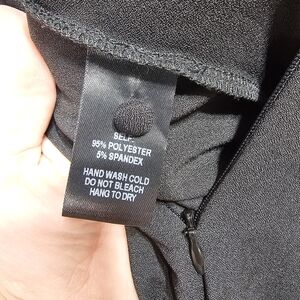 SELF:
95% POLYESTER
5% SPANDEX
HAND WASH COLD
DO NOT BLEACH
HANG TO DRY